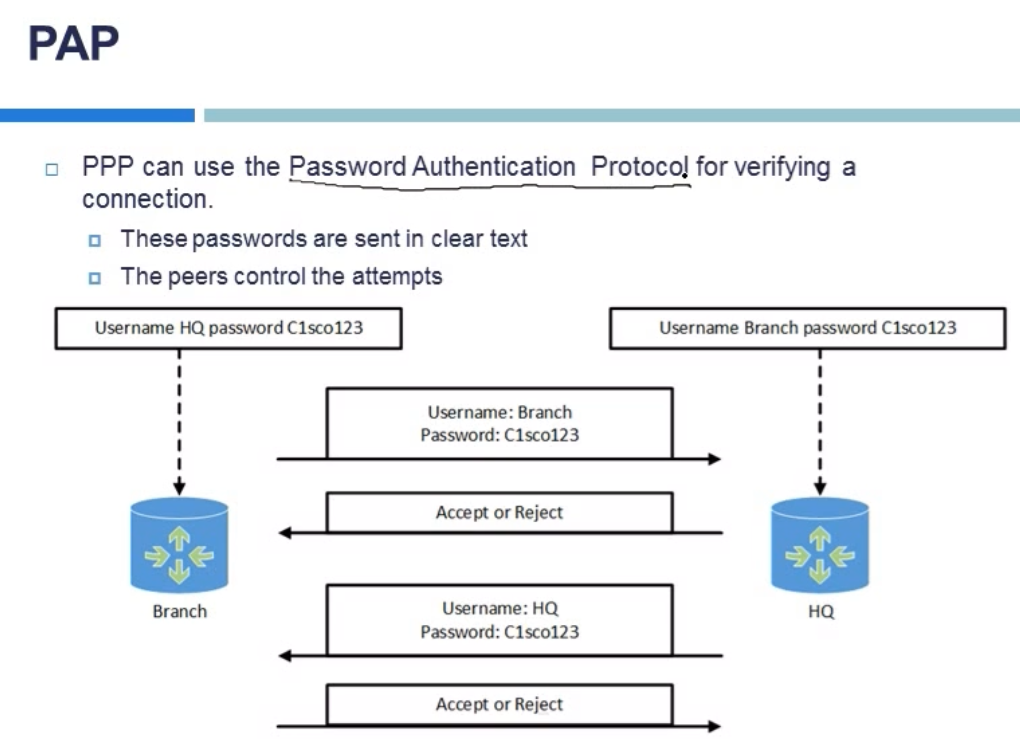 PAP
PPP can use the Password Authentication Protocol for verifying a
connection.
These passwords are sent in clear text
The peers control the attempts
Username HQ password C1sco123
Username Branch password C1sco123
Username: Branch
Password: C1sco123
Accept or Reject
Branch
HQ
Username: HQ
Password: C1sco123
Accept or Reject